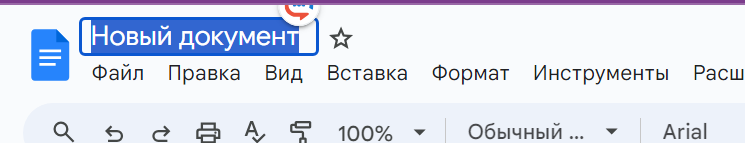 Новый документ
Файл Правка Вид Вставка Формат Инструменты Расш
100% Обычный ... Arial